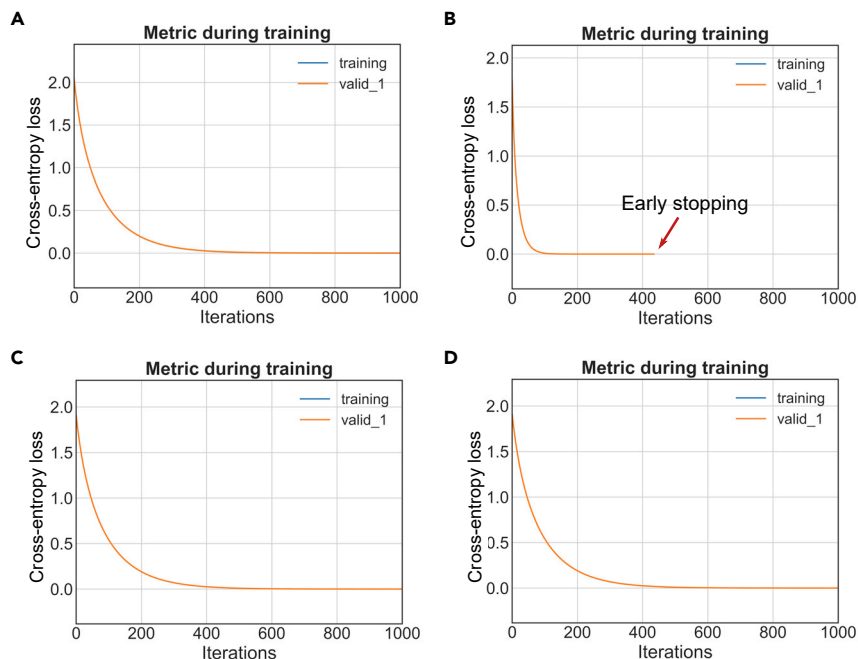 A
Metric during training
training
valid_1
Cross-entropy loss
2.0
1.5
1.0
0.5
0.0
0 200 400 600 800 1000
Iterations
B
Metric during training
training
valid_1
Cross-entropy loss
2.0
1.5
1.0
0.5
0.0
Early stopping
0 200 400 600 800 1000
Iterations
C
Metric during training
training
valid_1
Cross-entropy loss
2.0
1.5
1.0
0.5
0.0
0 200 400 600 800 1000
Iterations
D
Metric during training
training
valid_1
Cross-entropy loss
2.0
1.5
1.0
0.5
0.0
0 200 400 600 800 1000
Iterations